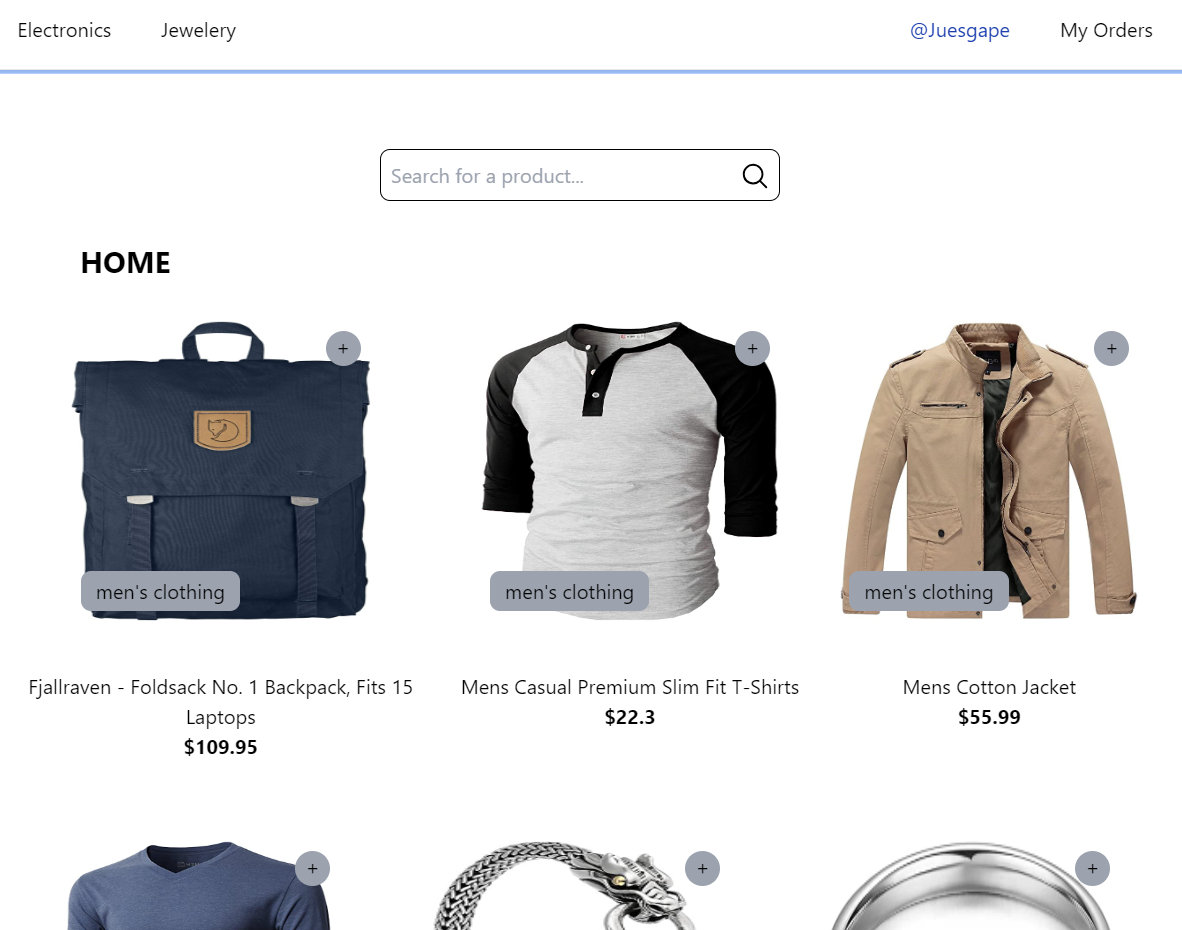 Electronics Jewelery @Juesgape My Orders
Search for a product...
HOME
+ + +
men's clothing men's clothing men's clothing
Fjallraven - Foldsack No. 1 Backpack, Fits 15 Mens Casual Premium Slim Fit T-Shirts Mens Cotton Jacket
Laptops $22.3 $55.99
$109.95
+ + +